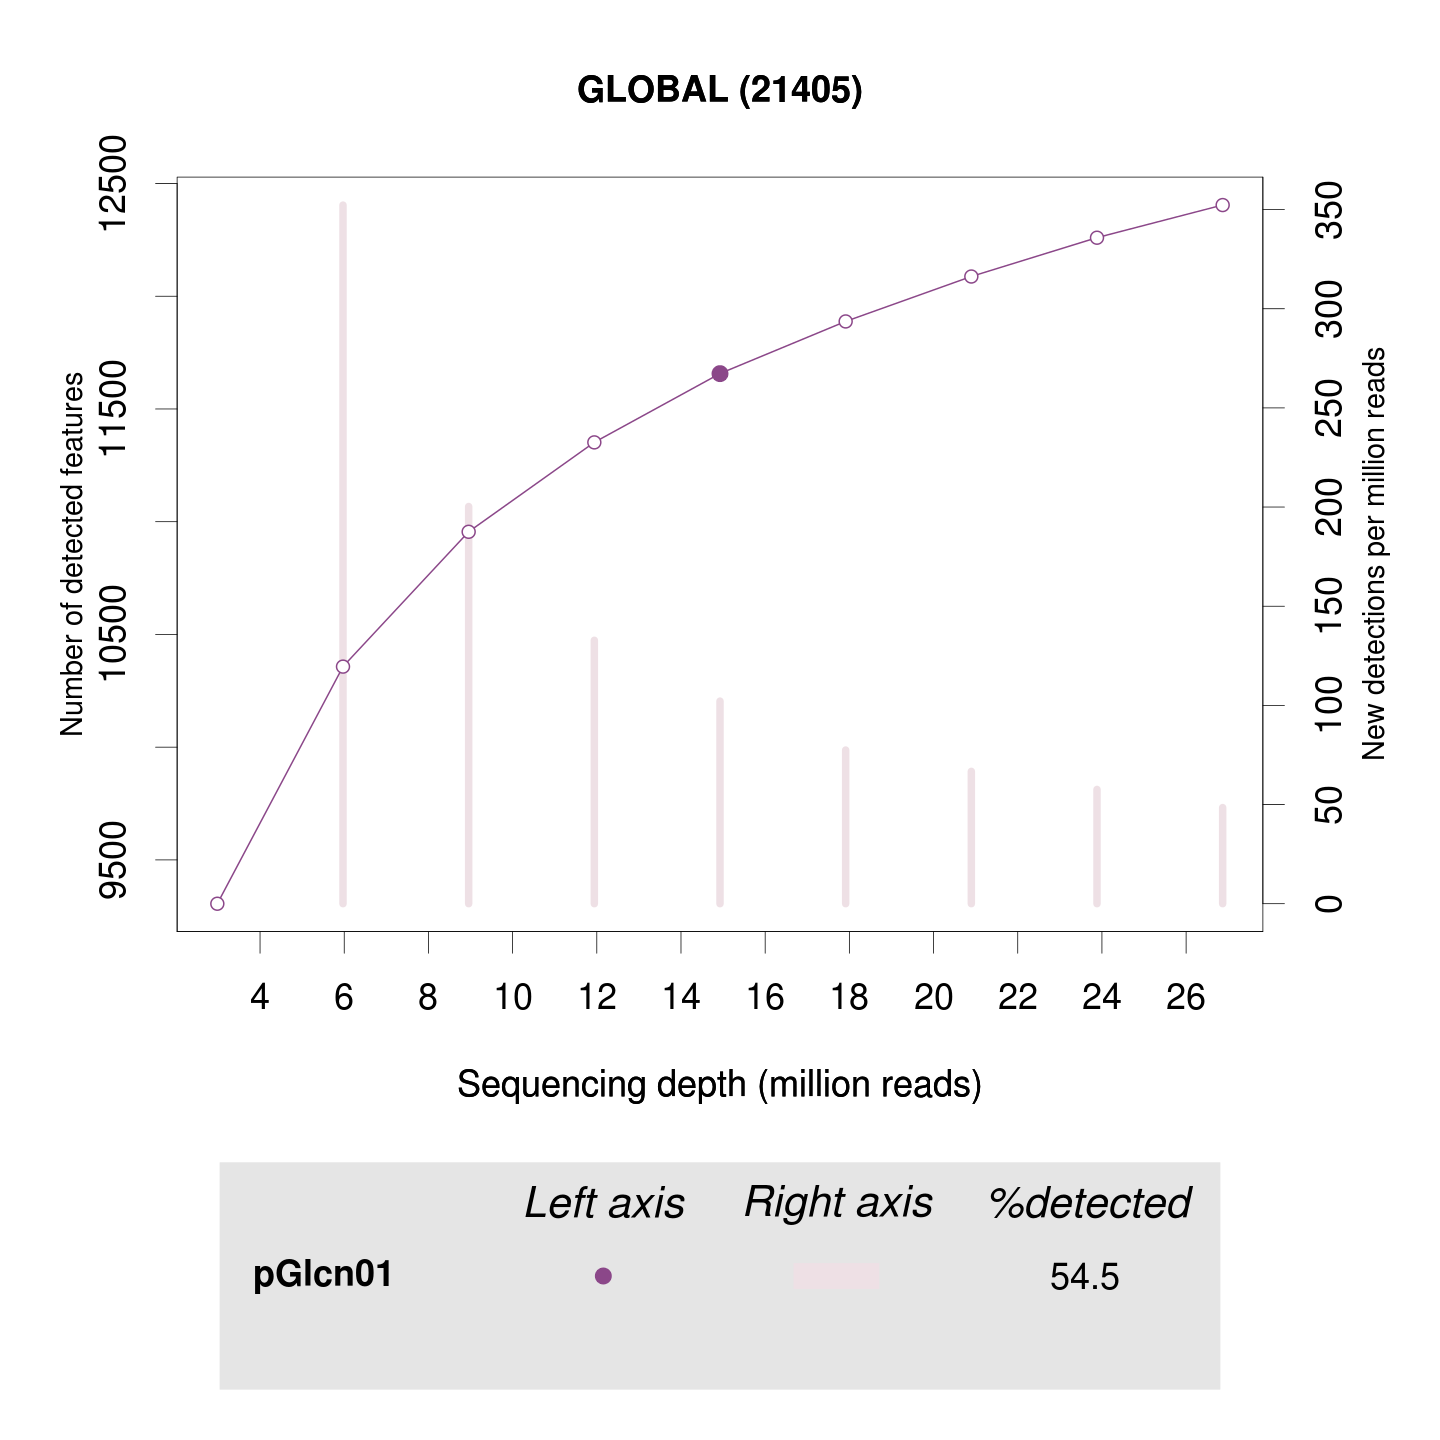 GLOBAL (21405)
Number of detected features
12500
11500
10500
9500
350
300
250
200
150
100
50
0
New detections per million reads
4 6 8 10 12 14 16 18 20 22 24 26
Sequencing depth (million reads)
Left axis Right axis %detected
pGlcn01 54.5